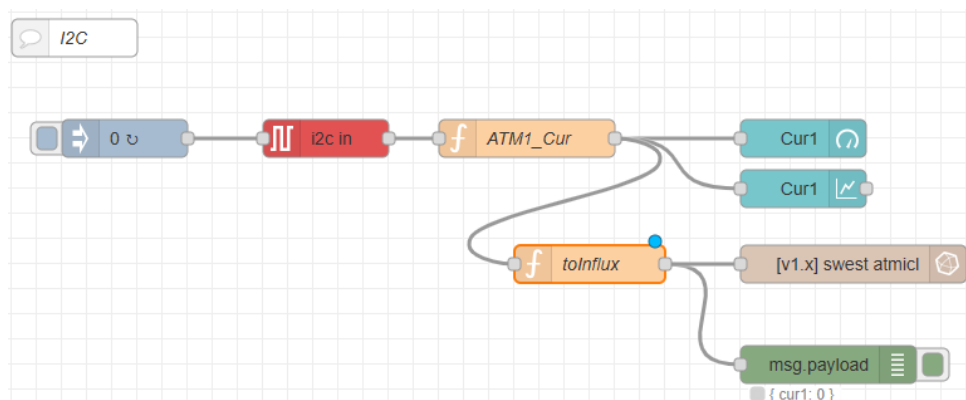 I2C
0 ↻
i2c in
ATM1_Cur
Cur1
Cur1
toInflux
[v1.x] swest atmicl
msg.payload
{ cur1: 0 }